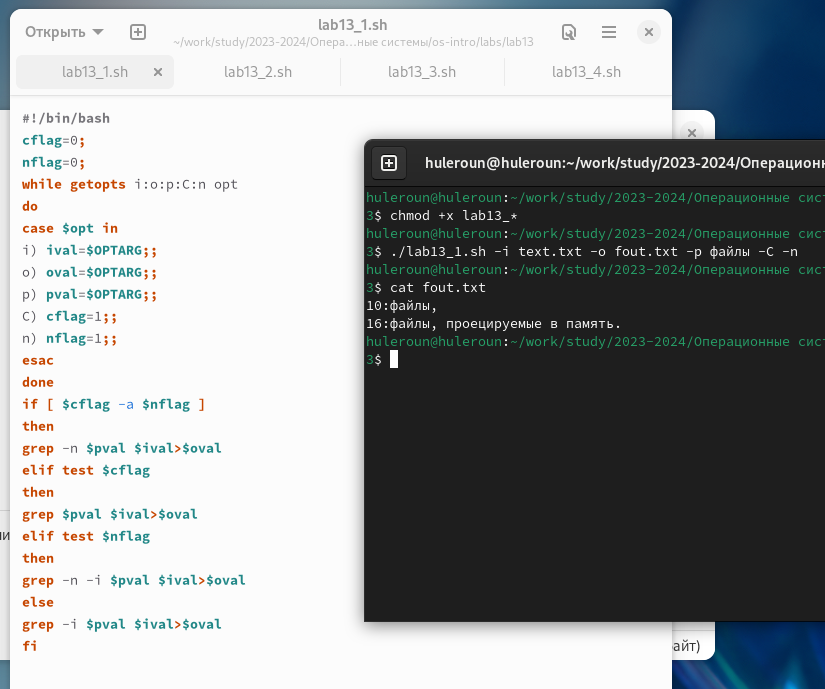 Открыть
lab13_1.sh
~/work/study/2023-2024/Опера…ные системы/os-intro/labs/lab13
lab13_1.sh
lab13_2.sh
lab13_3.sh
lab13_4.sh
#!/bin/bash
cflag=0;
nflag=0;
while getopts i:o:p:C:n opt
do
case $opt in
i) ival=$OPTARG;;
o) oval=$OPTARG;;
p) pval=$OPTARG;;
C) cflag=1;;
n) nflag=1;;
esac
done
if [ $cflag -a $nflag ]
then
grep -n $pval $ival>$oval
elif test $cflag
then
grep $pval $ival>$oval
elif test $nflag
then
grep -n -i $pval $ival>$oval
else
grep -i $pval $ival>$oval
fi
huleroun@huleroun:~/work/study/2023-2024/Операцион
huleroun@huleroun:~/work/study/2023-2024/Операционные сист
3$ chmod +x lab13_*
huleroun@huleroun:~/work/study/2023-2024/Операционные сист
3$ ./lab13_1.sh -i text.txt -o fout.txt -p файлы -C -n
huleroun@huleroun:~/work/study/2023-2024/Операционные сист
3$ cat fout.txt
10:файлы,
16:файлы, проецируемые в память.
huleroun@huleroun:~/work/study/2023-2024/Операционные сист
3$
айт)